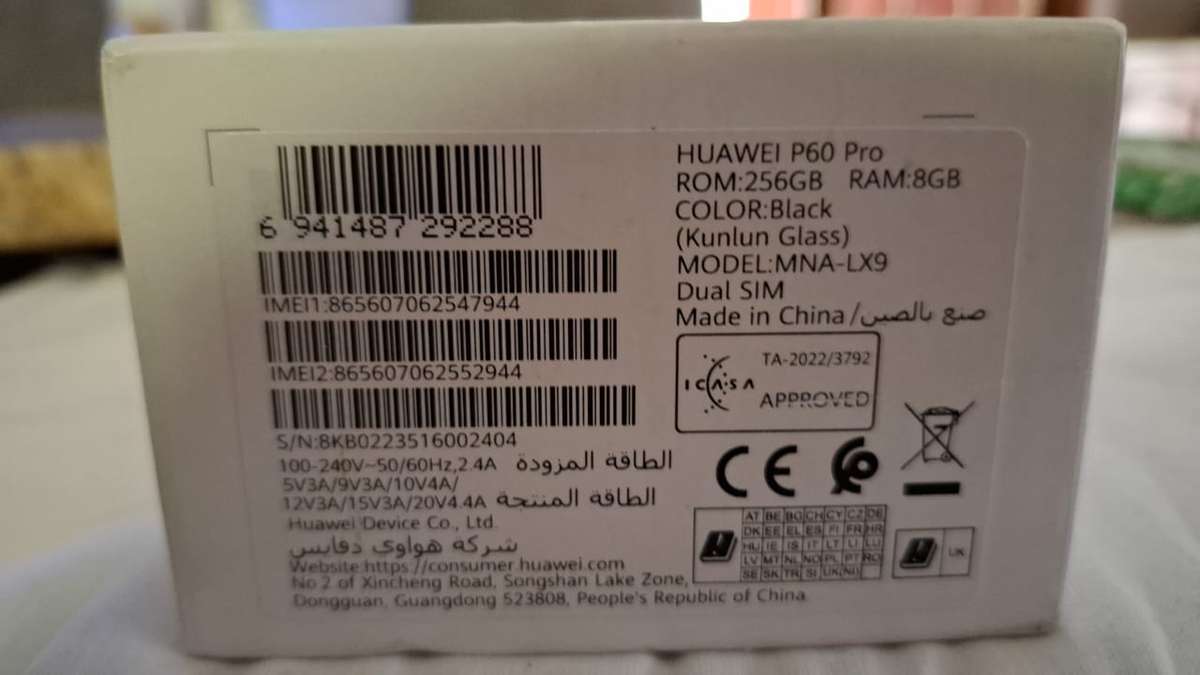 6 941487 292288
IMEI1:865607062547944
IMEI2:865607062552944
S/N:8KB0223516002404
100-240V~50/60Hz,2.4A الطاقة المزودة
5V3A/9V3A/10V4A/
12V3A/15V3A/20V4.4A الطاقة المنتجة
Huawei Device Co., Ltd.
شركة هواوي دفايس
Website:https://consumer.huawei.com
No 2 of Xincheng Road, Songshan Lake Zone,
Dongguan, Guangdong 523808, People's Republic of China
HUAWEI P60 Pro
ROM:256GB RAM:8GB
COLOR:Black
(Kunlun Glass)
MODEL:MNA-LX9
Dual SIM
Made in China/صنع بالصين
ICASA
TA-2022/3792
APPROVED
CE
AT BE BG CH CY CZ DE
DK EE EL ES FI FR HR
HU IE IS IT LT LI LU
LV MT NL NO PL PT RO
SE SK TR SI UK(NI)
UK